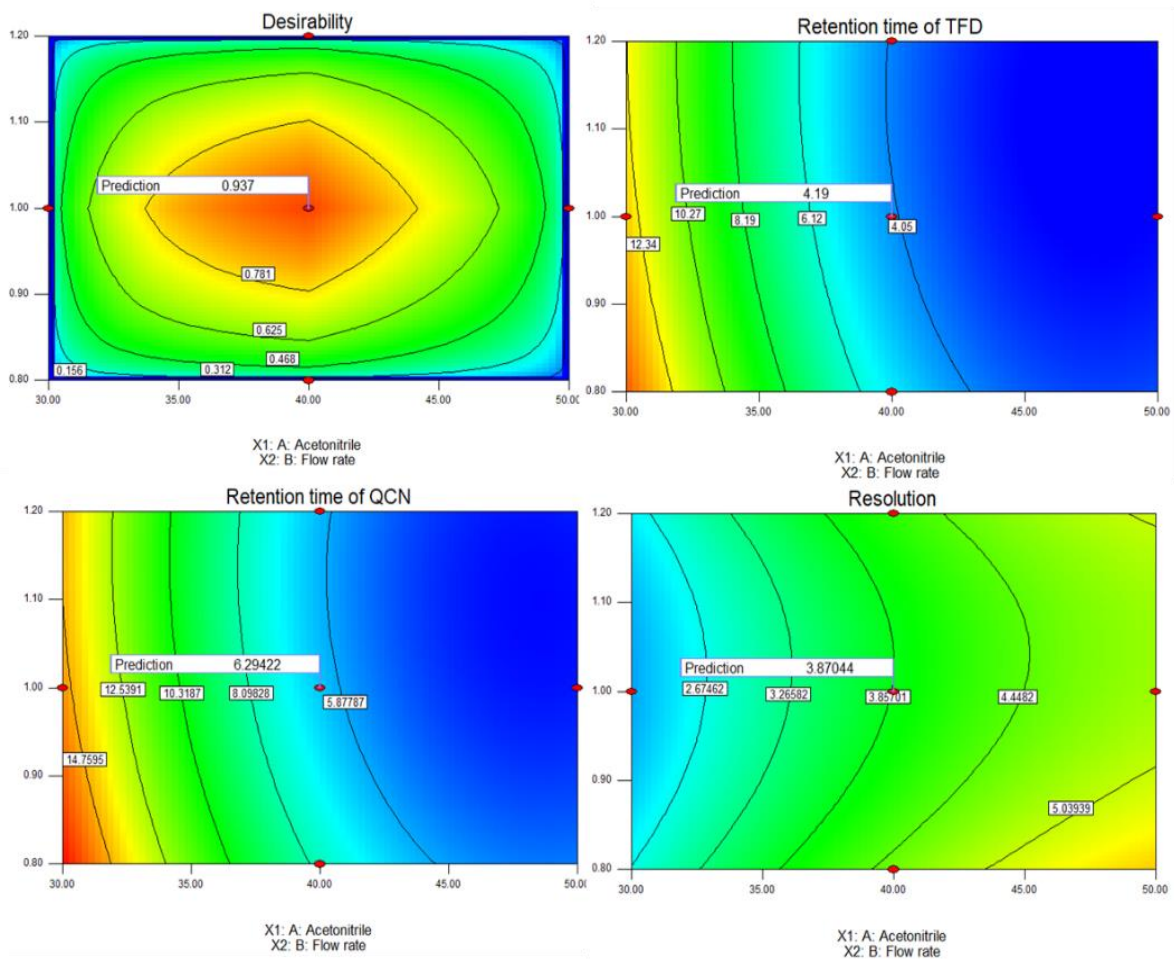 Desirability
1.20
1.10
1.00
0.90
0.80
Prediction 0.937
0.781
0.625
0.468
0.312
0.156
30.00 35.00 40.00 45.00 50.00
X1: A: Acetonitrile
X2: B: Flow rate
Retention time of TFD
1.20
1.10
1.00
0.90
0.80
Prediction 4.19
12.34
10.27
8.19
6.12
4.05
30.00 35.00 40.00 45.00 50.00
X1: A: Acetonitrile
X2: B: Flow rate
Retention time of QCN
1.20
1.10
1.00
0.90
0.80
Prediction 6.29422
14.7595
12.5391
10.3187
8.09828
5.87787
30.00 35.00 40.00 45.00 50.00
X1: A: Acetonitrile
X2: B: Flow rate
Resolution
1.20
1.10
1.00
0.90
0.80
Prediction 3.87044
2.67462
3.26582
3.85701
4.4482
5.03939
30.00 35.00 40.00 45.00 50.00
X1: A: Acetonitrile
X2: B: Flow rate